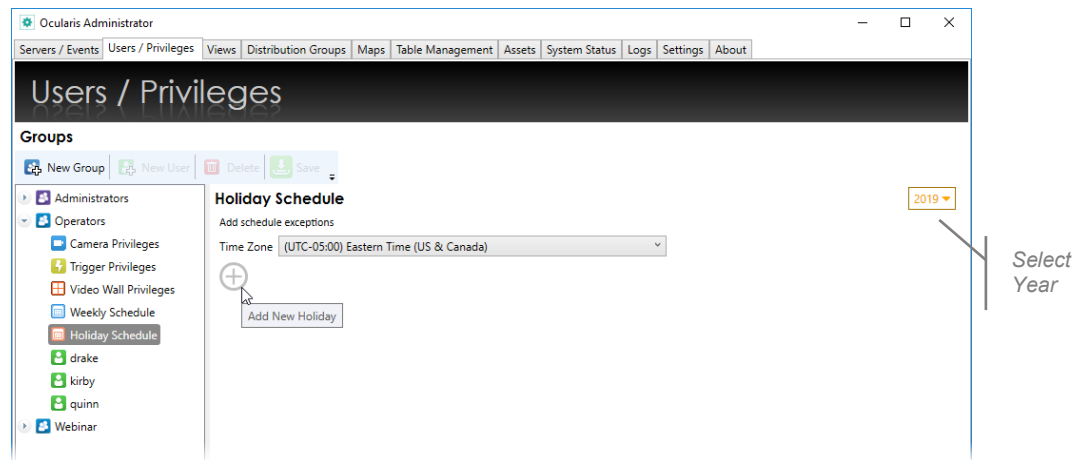 Ocularis Administrator
Servers / Events Users / Privileges Views Distribution Groups Maps Table Management Assets System Status Logs Settings About
Users / Privileges
Groups
New Group New User Delete Save
Administrators
Operators
Camera Privileges
Trigger Privileges
Video Wall Privileges
Weekly Schedule
Holiday Schedule
drake
kirby
quinn
Webinar
Holiday Schedule
2019
Add schedule exceptions
Time Zone (UTC-05:00) Eastern Time (US & Canada)
Add New Holiday
Select
Year